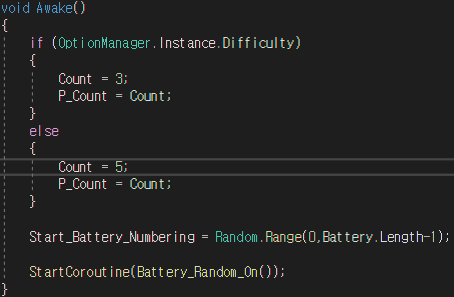 void Awake()
{
if (OptionManager.Instance.Difficulty)
{
Count = 3;
P_Count = Count;
}
else
{
Count = 5;
P_Count = Count;
}
Start_Battery_Numbering = Random.Range(0,Battery.Length-1);
StartCoroutine(Battery_Random_On());
}